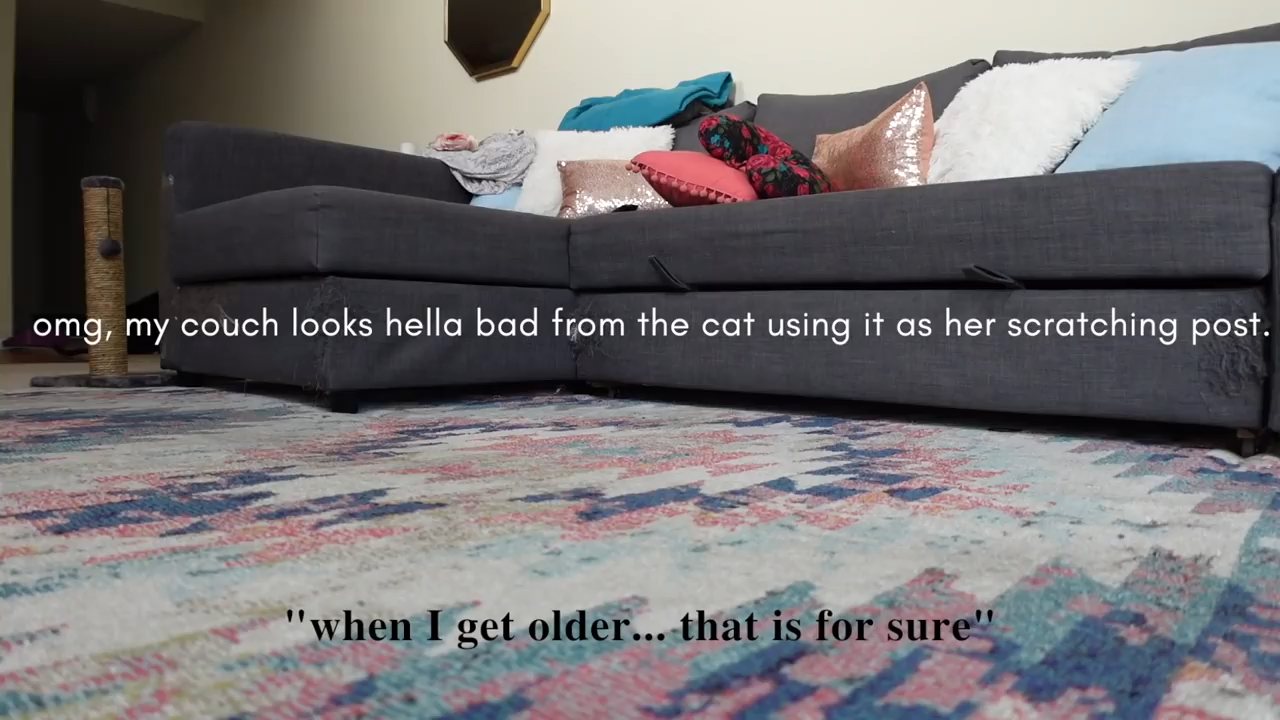 omg, my couch looks hella bad from the cat using it as her scratching post.
"when I get older... that is for sure"